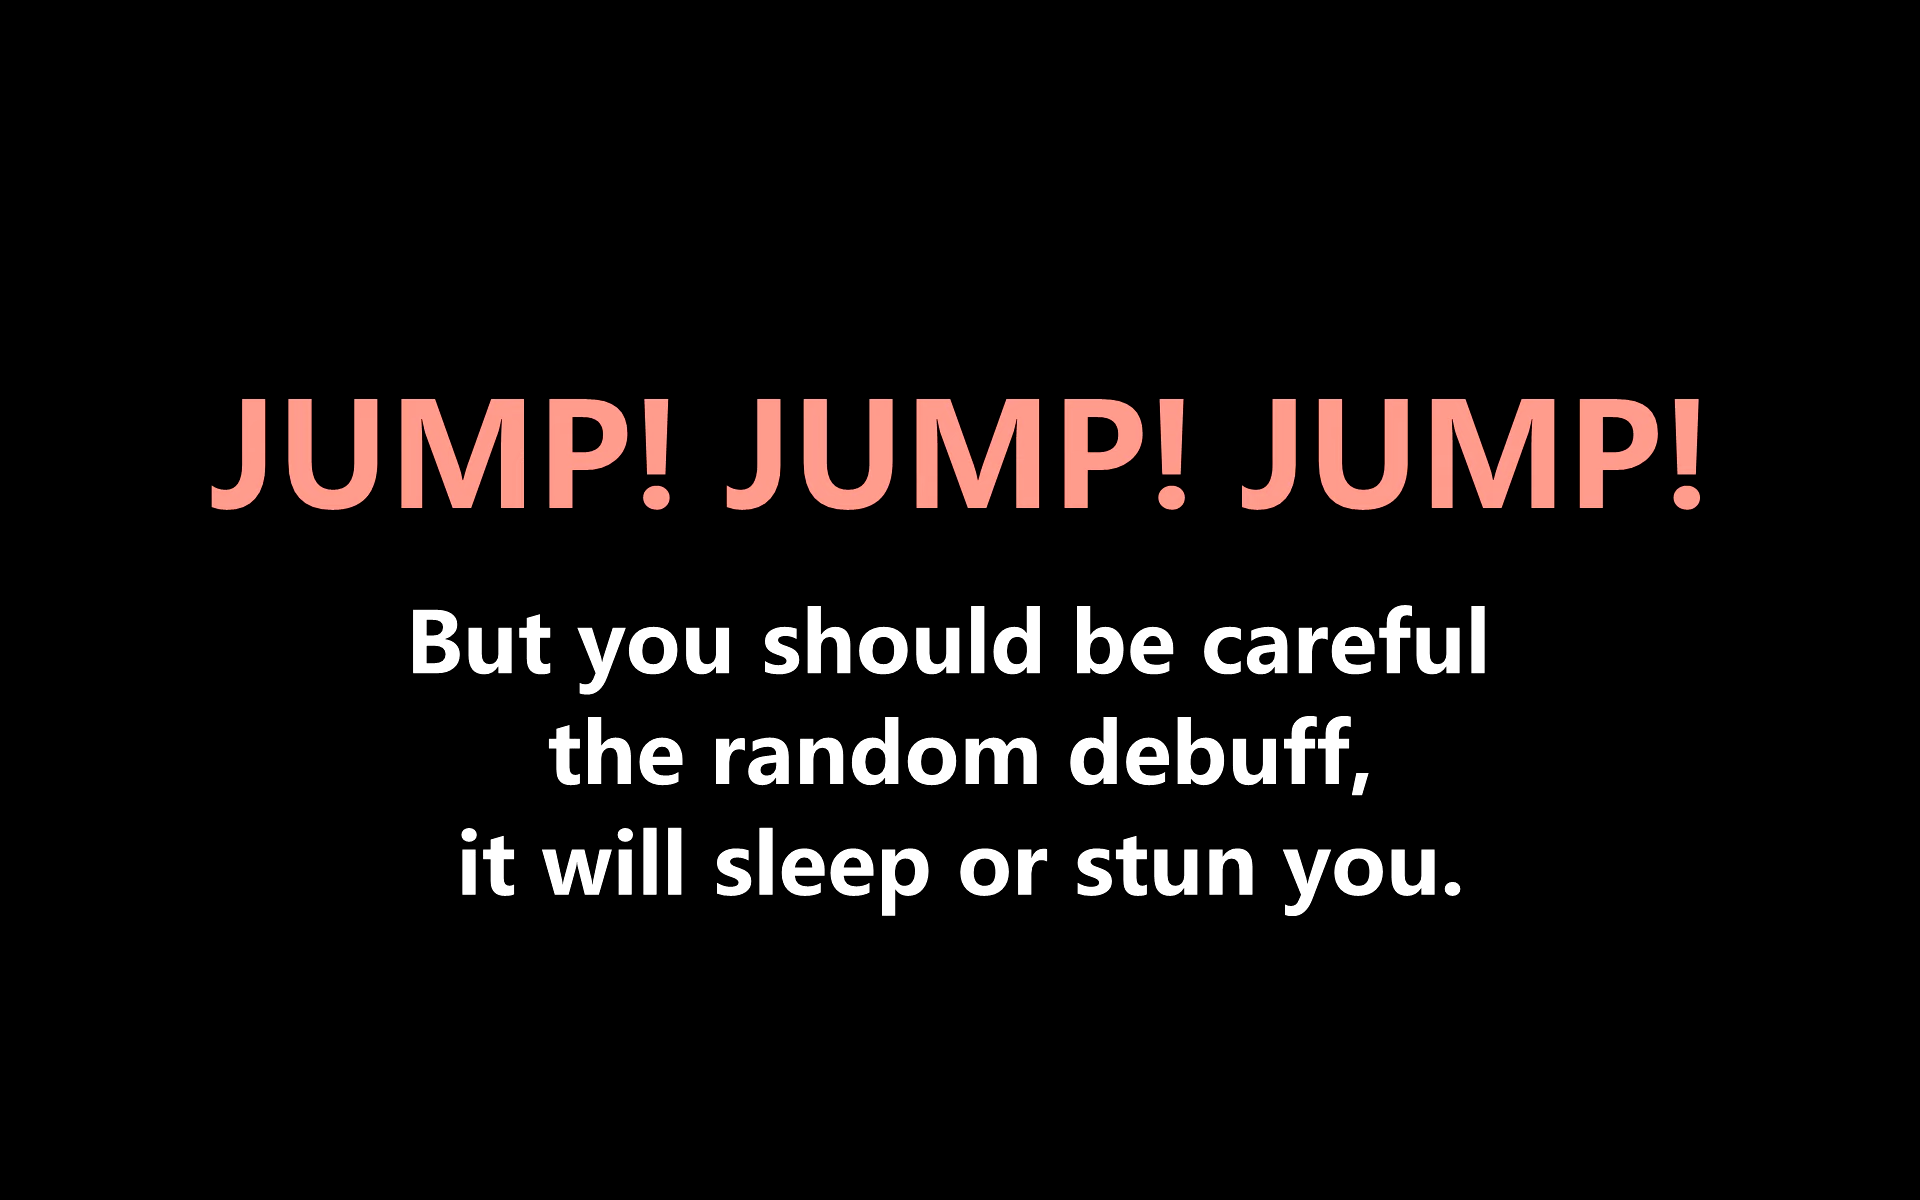 JUMP! JUMP! JUMP!
But you should be careful
the random debuff,
it will sleep or stun you.